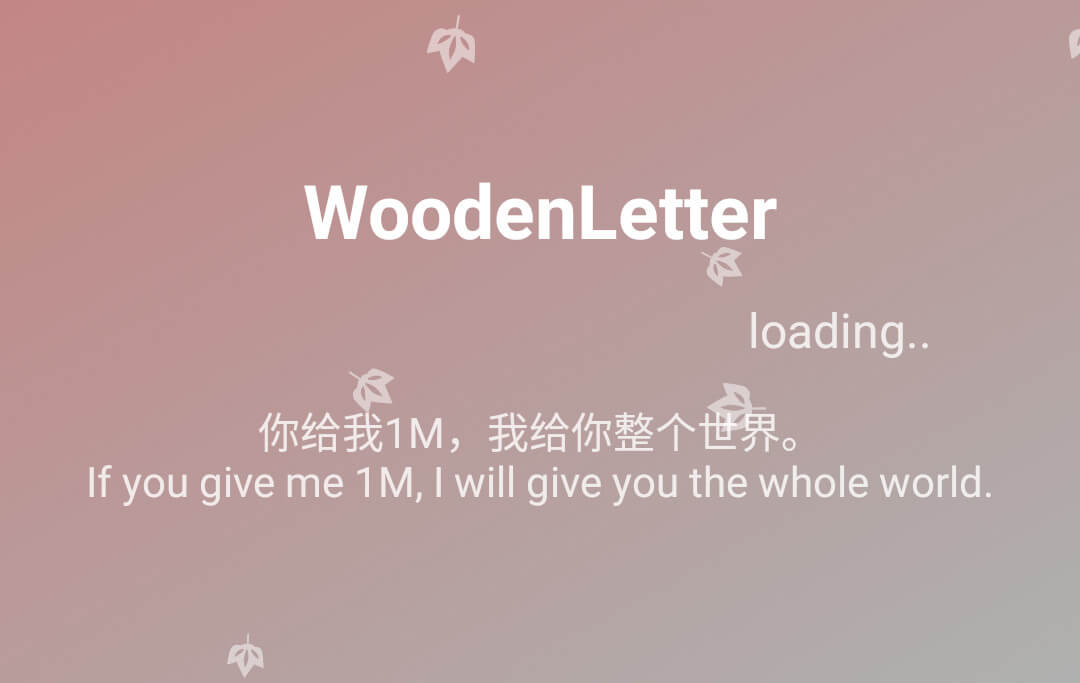 WoodenLetter
loading..
你给我1M，我给你整个世界。
If you give me 1M, I will give you the whole world.